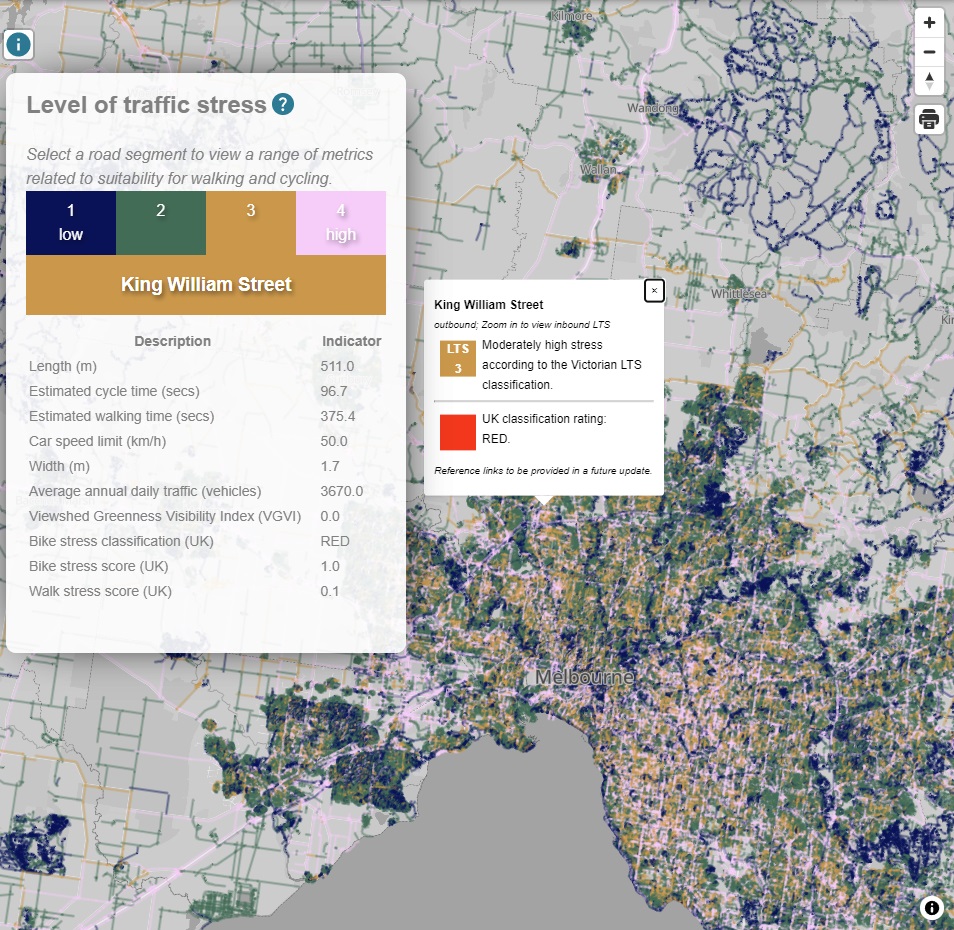 Kilmore
Level of traffic stress ?
Select a road segment to view a range of metrics
related to suitability for walking and cycling.
1
low
2
3
4
high
King William Street
Description Indicator
Length (m) 511.0
Estimated cycle time (secs) 96.7
Estimated walking time (secs) 375.4
Car speed limit (km/h) 50.0
Width (m) 1.7
Average annual daily traffic (vehicles) 3670.0
Viewshed Greenness Visibility Index (VGVI) 0.0
Bike stress classification (UK) RED
Bike stress score (UK) 1.0
Walk stress score (UK) 0.1
Wandong
Wallan
Whittlesea
King William Street
×
outbound; Zoom in to view inbound LTS
LTS
3
Moderately high stress
according to the Victorian LTS
classification.
UK classification rating:
RED.
Reference links to be provided in a future update.
Melbourne